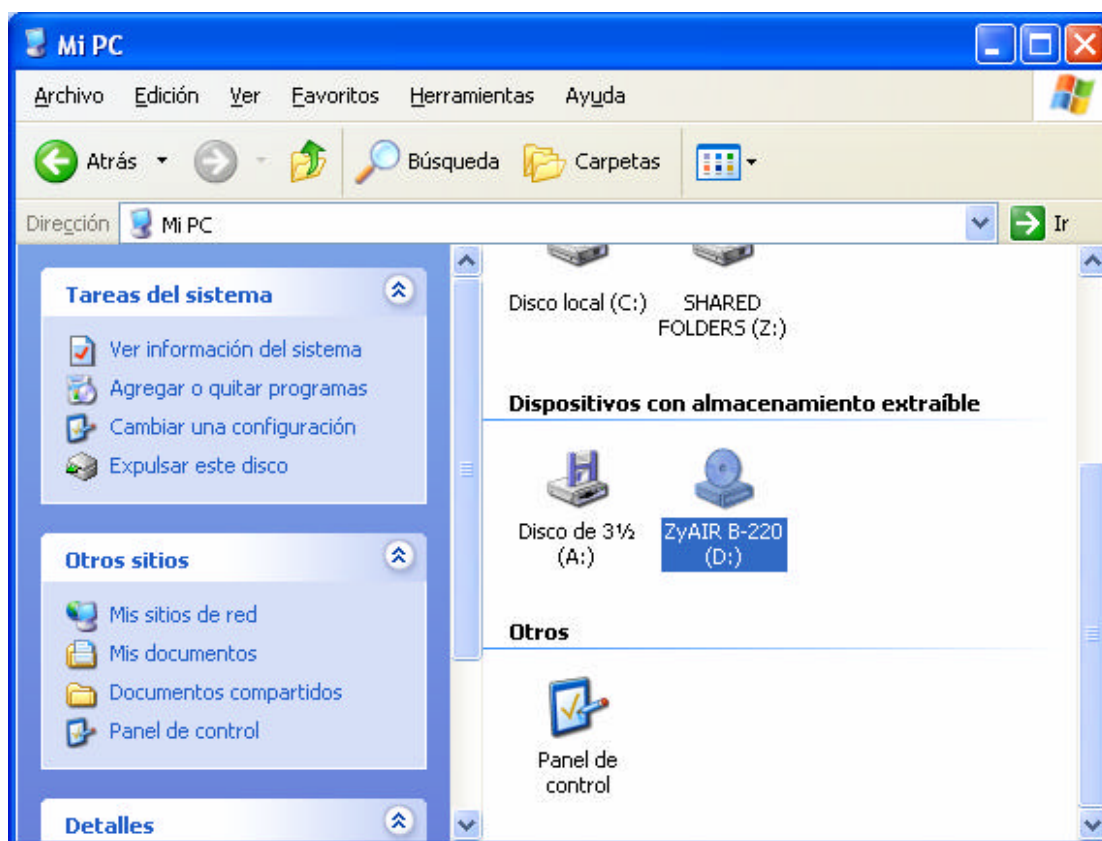 Mi PC
Archivo Edición Ver Favoritos Herramientas Ayuda
Atrás Búsqueda Carpetas
Dirección Mi PC Ir
Tareas del sistema
Ver información del sistema
Agregar o quitar programas
Cambiar una configuración
Expulsar este disco
Otros sitios
Mis sitios de red
Mis documentos
Documentos compartidos
Panel de control
Detalles
Disco local (C:)
SHARED
FOLDERS (Z:)
Dispositivos con almacenamiento extraíble
Disco de 3½
(A:)
ZyAIR B-220
(D:)
Otros
Panel de
control